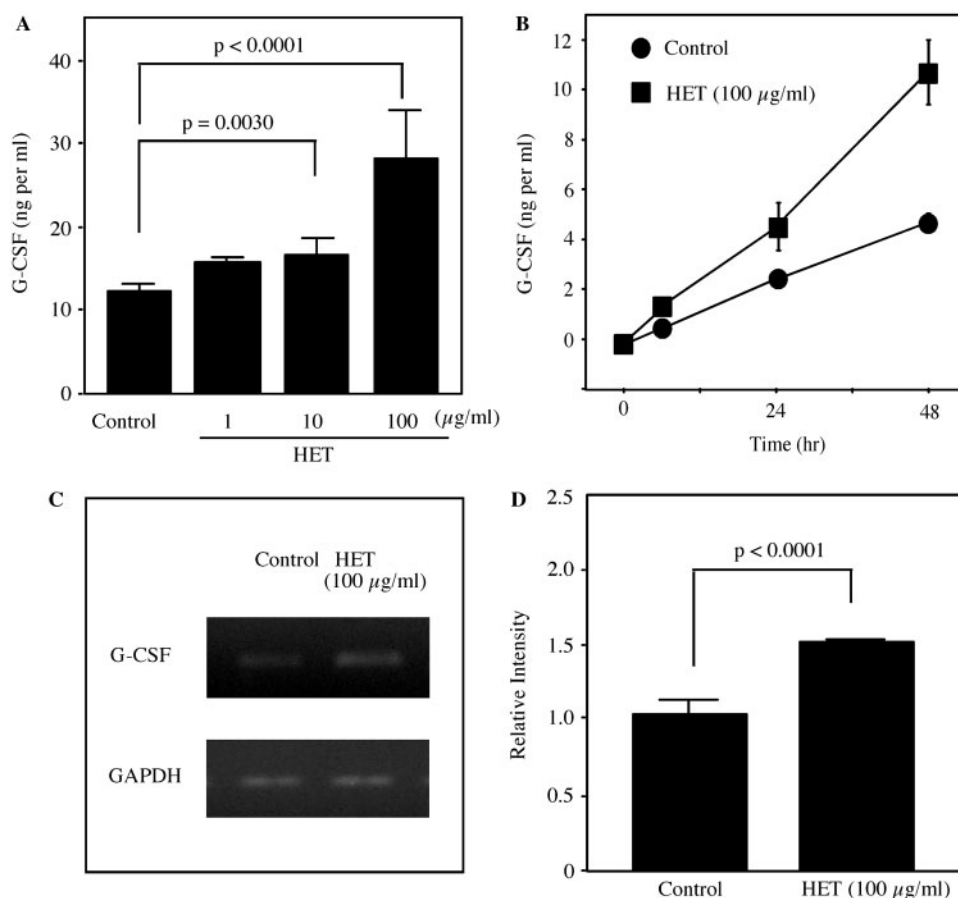 A
p < 0.0001
p = 0.0030
G-CSF (ng per ml)
40
30
20
10
0
Control
1
10
100
(µg/ml)
HET
B
Control
HET (100 µg/ml)
G-CSF (ng per ml)
12
10
8
6
4
2
0
0
24
48
Time (hr)
C
Control
HET
(100 µg/ml)
G-CSF
GAPDH
D
p < 0.0001
Relative Intensity
2.5
2.0
1.5
1.0
0.5
0
Control
HET (100 µg/ml)